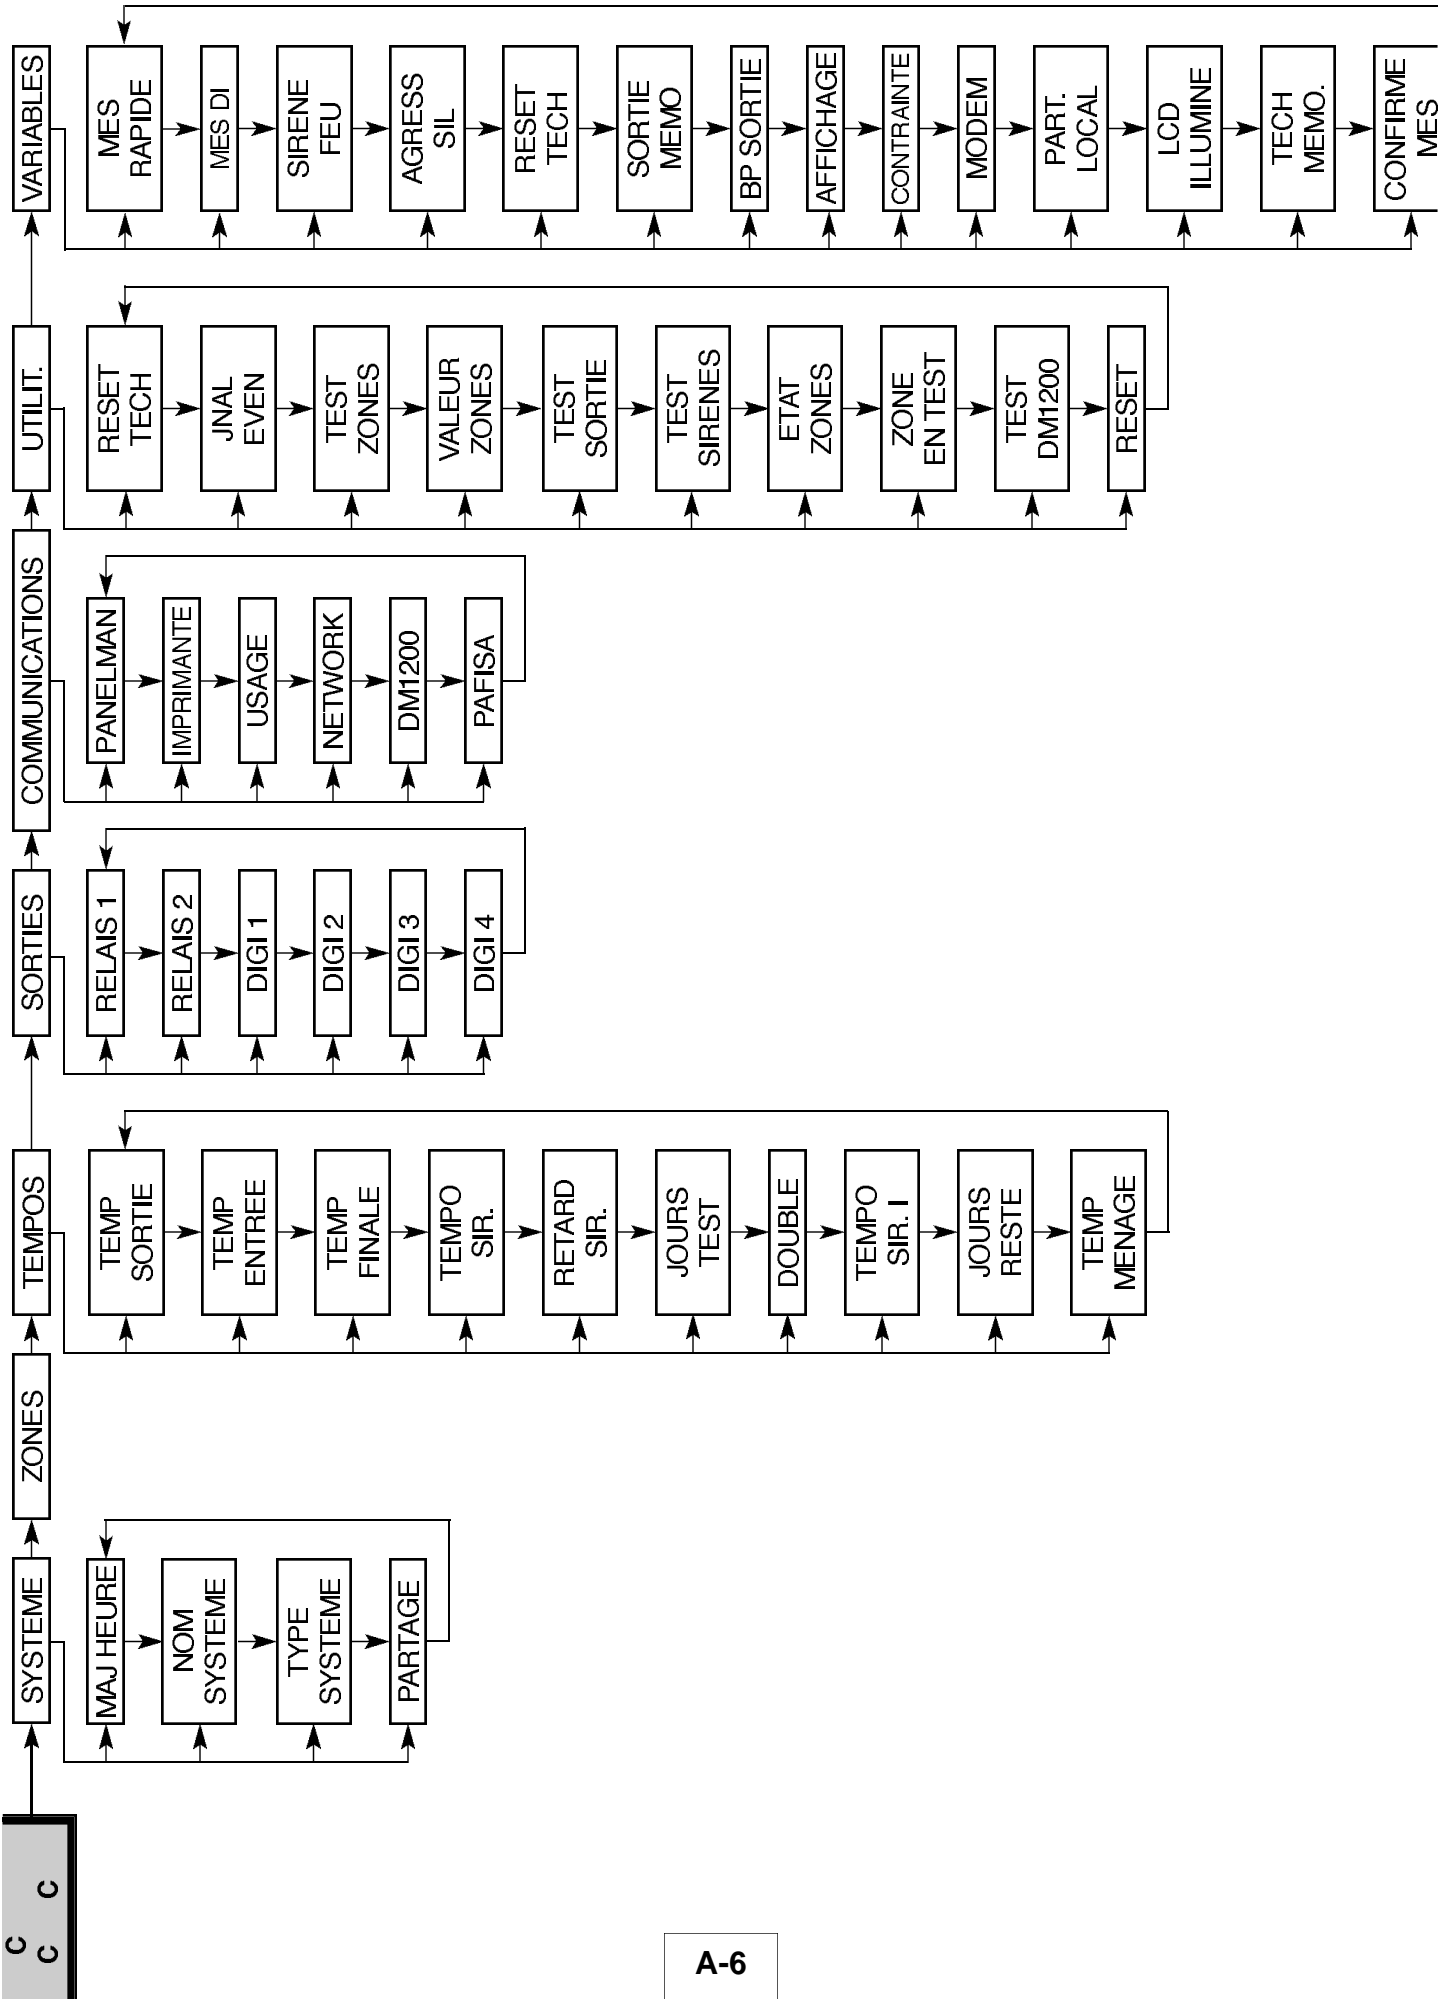 SYSTEME
ZONES
TEMPOS
SORTIES
COMMUNICATIONS
UTILIT.
VARIABLES
MAJ HEURE
NOM
SYSTEME
TYPE
SYSTEME
PARTAGE
TEMP
SORTIE
TEMP
ENTREE
TEMP
FINALE
TEMPO
SIR.
RETARD
SIR.
JOURS
TEST
DOUBLE
TEMPO
SIR. I
JOURS
RESTE
TEMP
MENAGE
RELAIS 1
RELAIS 2
DIGI 1
DIGI 2
DIGI 3
DIGI 4
PANELMAN
IMPRIMANTE
USAGE
NETWORK
DM1200
PAFISA
RESET
TECH
JNAL
EVEN
TEST
ZONES
VALEUR
ZONES
TEST
SORTIE
TEST
SIRENES
ETAT
ZONES
ZONE
EN TEST
TEST
DM1200
RESET
MES
RAPIDE
MES DI
SIRENE
FEU
AGRESS
SIL
RESET
TECH
SORTIE
MEMO
BP SORTIE
AFFICHAGE
CONTRAINTE
MODEM
PART.
LOCAL
LCD
ILLUMINE
TECH
MEMO.
CONFIRME
MES
C
C C
A-6